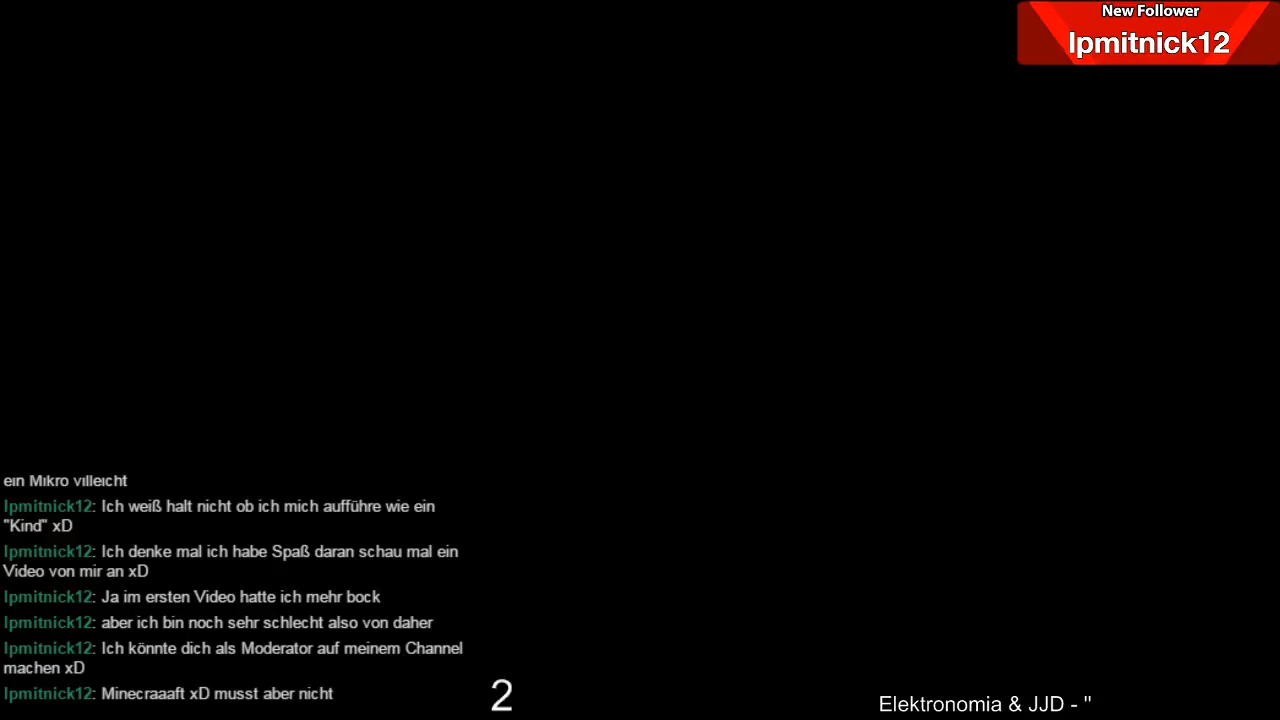 New Follower
lpmitnick12
ein Mikro villeicht
lpmitnick12: Ich weiß halt nicht ob ich mich aufführe wie ein
"Kind" xD
lpmitnick12: Ich denke mal ich habe Spaß daran schau mal ein
Video von mir an xD
lpmitnick12: Ja im ersten Video hatte ich mehr bock
lpmitnick12: aber ich bin noch sehr schlecht also von daher
lpmitnick12: Ich könnte dich als Moderator auf meinem Channel
machen xD
lpmitnick12: Minecraaaft xD musst aber nicht
2
Elektronomia & JJD - "